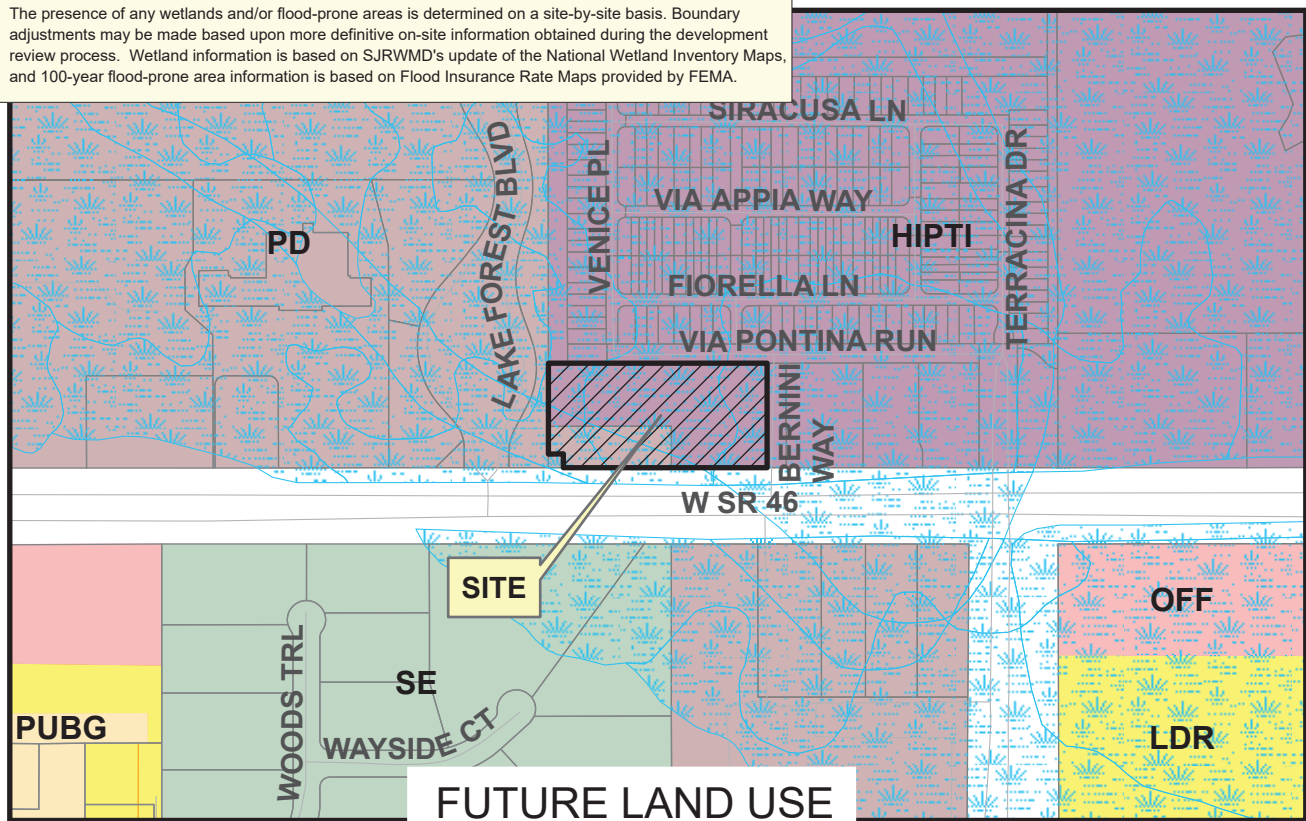 The presence of any wetlands and/or flood-prone areas is determined on a site-by-site basis. Boundary
adjustments may be made based upon more definitive on-site information obtained during the development
review process.  Wetland information is based on SJRWMD's update of the National Wetland Inventory Maps,
and 100-year flood-prone area information is based on Flood Insurance Rate Maps provided by FEMA.
SIRACUSA LN
LAKE FOREST BLVD
VENICE PL
TERRACINA DR
VIA APPIA WAY
PD
HIPTI
FIORELLA LN
VIA PONTINA RUN
BERNINI
WAY
W SR 46
SITE
OFF
WOODS TRL
SE
PUBG
WAYSIDE CT
LDR
FUTURE LAND USE